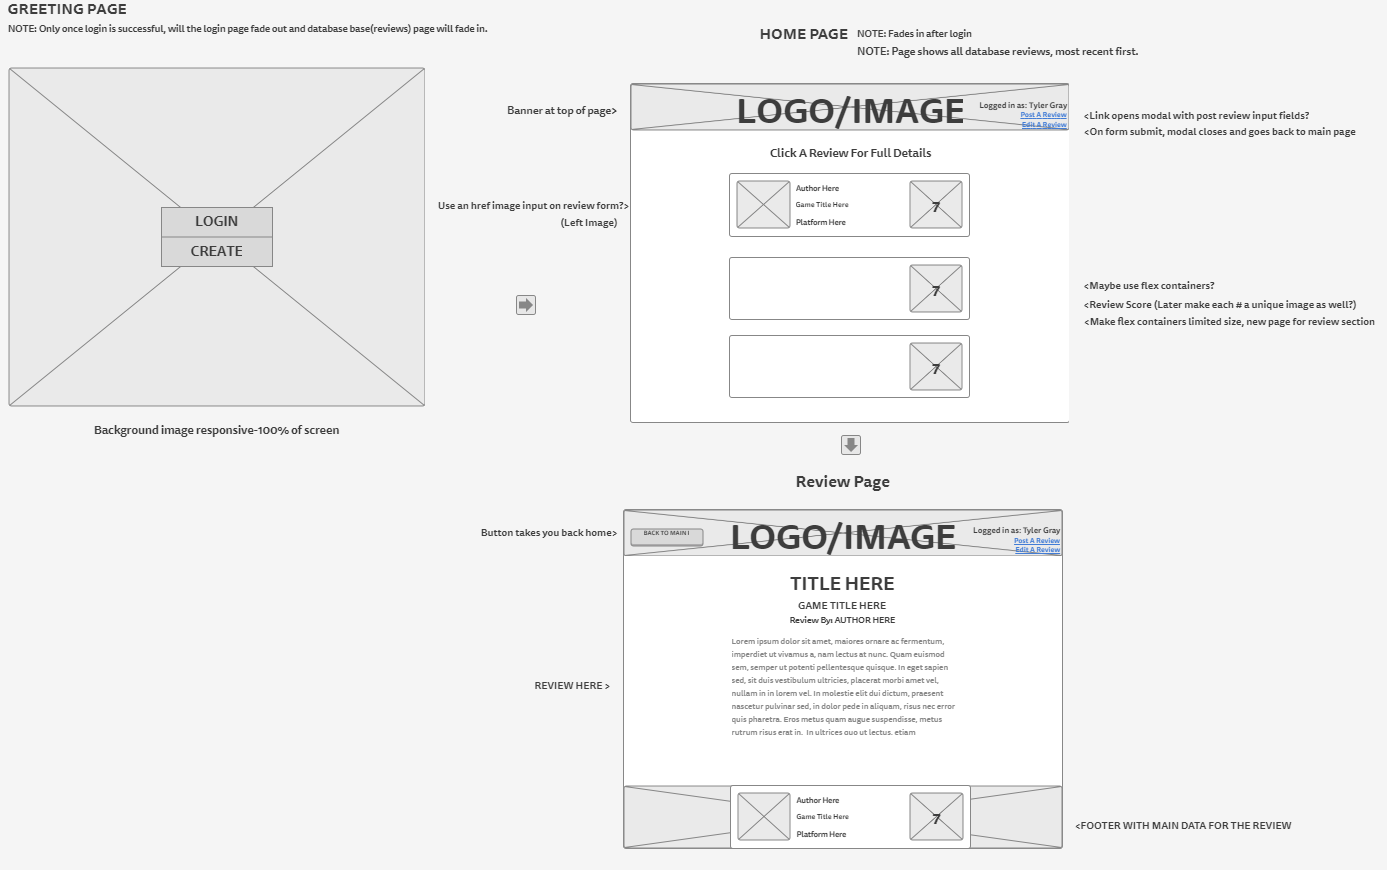 GREETING PAGE
NOTE: Only once login is successful, will the login page fade out and database base(reviews) page will fade in.
LOGIN
CREATE
Background image responsive-100% of screen
HOME PAGE
NOTE: Fades in after login
NOTE: Page shows all database reviews, most recent first.
Banner at top of page>
LOGO/IMAGE
Logged in as: Tyler Gray
Post A Review
Edit A Review
<Link opens modal with post review input fields?
<On form submit, modal closes and goes back to main page
Click A Review For Full Details
Use an href image input on review form?>
(Left Image)
Author Here
Game Title Here
Platform Here
7
7
7
<Maybe use flex containers?
<Review Score (Later make each # a unique image as well?)
<Make flex containers limited size, new page for review section
Review Page
Button takes you back home>
BACK TO MAIN !
LOGO/IMAGE
Logged in as: Tyler Gray
Post A Review
Edit A Review
TITLE HERE
GAME TITLE HERE
Review By: AUTHOR HERE
REVIEW HERE >
Lorem ipsum dolor sit amet, maiores ornare ac fermentum,
imperdiet ut vivamus a, nam lectus at nunc. Quam euismod
sem, semper ut potenti pellentesque quisque. In eget sapien
sed, sit duis vestibulum ultricies, placerat morbi amet vel,
nullam in in lorem vel. In molestie elit dui dictum, praesent
nascetur pulvinar sed, in dolor pede in aliquam, risus nec error
quis pharetra. Eros metus quam augue suspendisse, metus
rutrum risus erat in. In ultrices quo ut lectus, etiam
Author Here
Game Title Here
Platform Here
7
<FOOTER WITH MAIN DATA FOR THE REVIEW